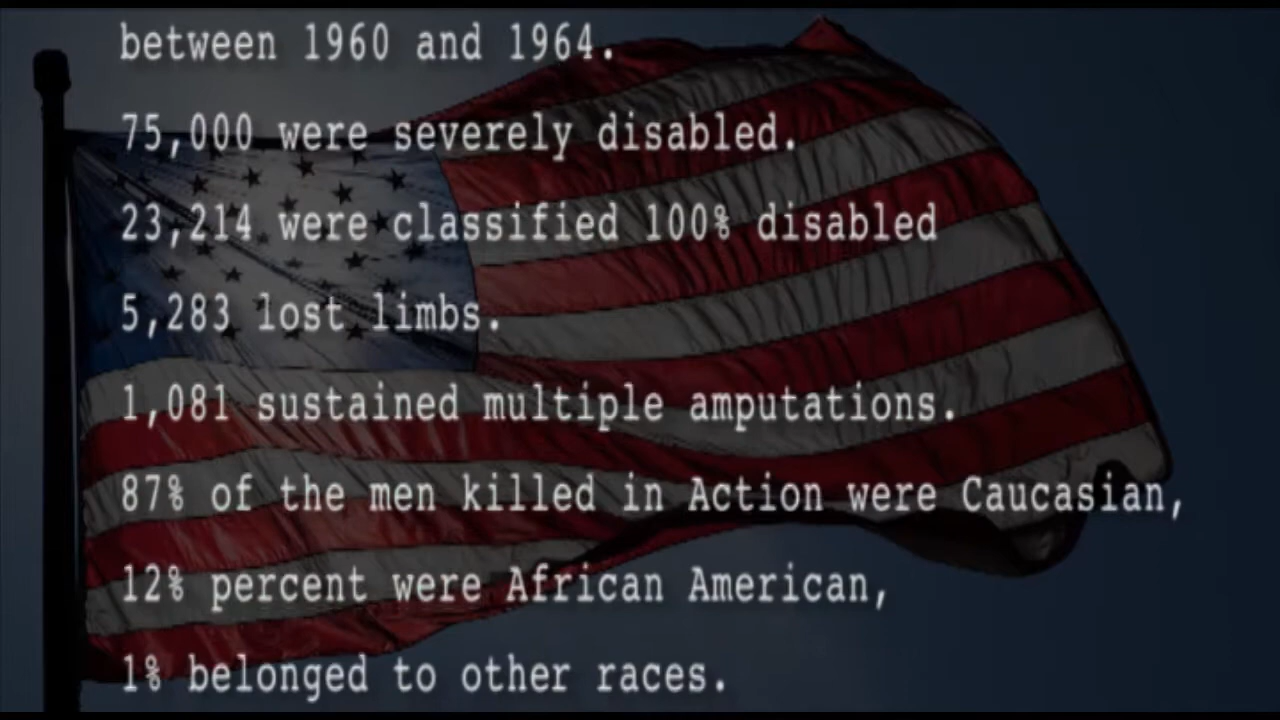 between 1960 and 1964.
75,000 were severely disabled.
23,214 were classified 100% disabled
5,283 lost limbs.
1,081 sustained multiple amputations.
87% of the men killed in Action were Caucasian,
12% percent were African American,
1% belonged to other races.